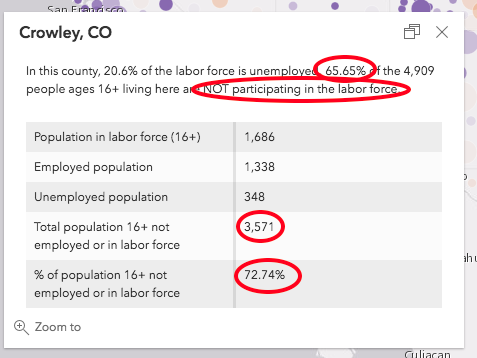 San Francisco
Crowley, CO
In this county, 20.6% of the labor force is unemployed. 65.65% of the 4,909
people ages 16+ living here are NOT participating in the labor force.
Population in labor force (16+) 1,686
Employed population 1,338
Unemployed population 348
Total population 16+ not 3,571
employed or in labor force
% of population 16+ not 72.74%
employed or in labor force
Zoom to
Culiacan